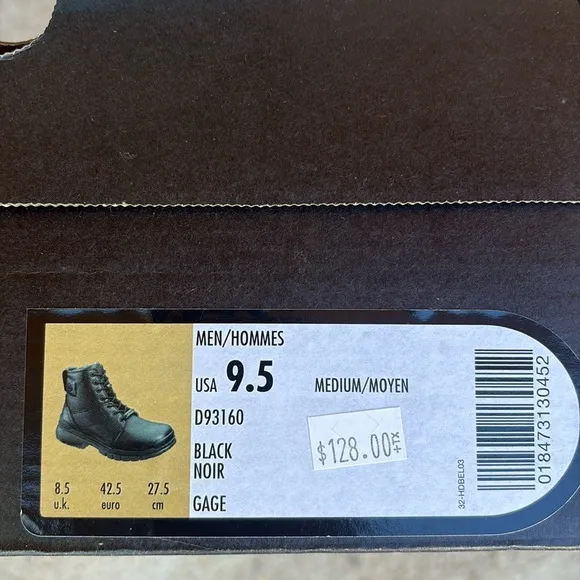 MEN/HOMMES
USA 9.5 MEDIUM/MOYEN
D93160
$128.00+TX
BLACK
NOIR
GAGE
8.5 42.5 27.5
u.k. euro cm
32-HDBEL03
018473130452